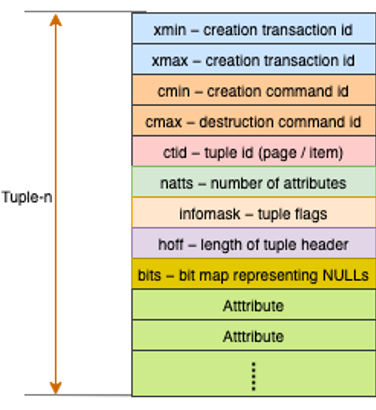 xmin – creation transaction id
xmax – creation transaction id
cmin – creation command id
cmax – destruction command id
ctid – tuple id (page / item)
natts – number of attributes
Tuple-n
infomask – tuple flags
hoff – length of tuple header
bits – bit map representing NULLs
Atttribute
Atttribute